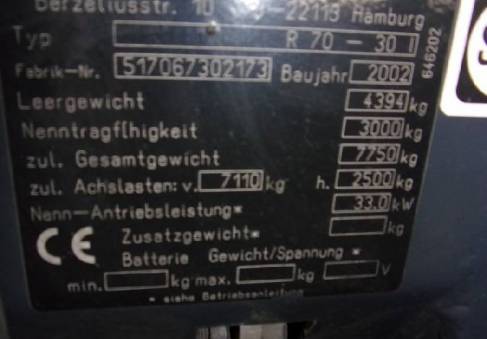 Berzeliusstr. 10 22113 Hamburg
Typ R 70 - 30 I
646202
Fabrik-Nr. 517067302173 Baujahr 2002
Leergewicht 4394 kg
Nenntragfähigkeit 3000 kg
zul. Gesamtgewicht 7750 kg
zul. Achslasten: v. 7110 kg h. 2500 kg
Nenn-Antriebsleistung* 33.0 kW
CE Zusatzgewicht* kg
Batterie Gewicht/Spannung *
min. kg max. kg V
* siehe Betriebsanleitung